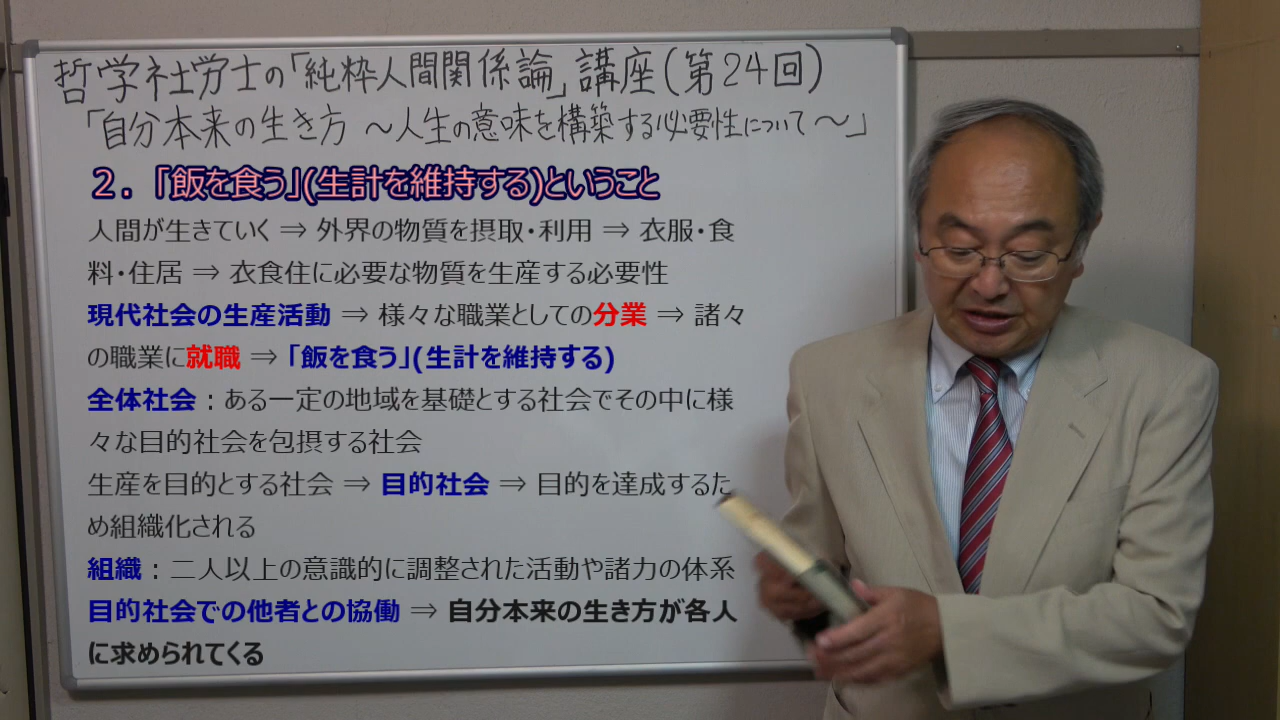 哲学社労士の「純粋人間関係論」講座(第24回)
「自分本来の生き方 ～人生の意味を構築する必要性について～」
２．「飯を食う」(生計を維持する)ということ
人間が生きていく ⇒ 外界の物質を摂取・利用 ⇒ 衣服・食
料・住居 ⇒ 衣食住に必要な物質を生産する必要性
現代社会の生産活動 ⇒ 様々な職業としての分業 ⇒ 諸々
の職業に就職 ⇒ 「飯を食う」(生計を維持する)
全体社会：ある一定の地域を基礎とする社会でその中に様
々な目的社会を包摂する社会
生産を目的とする社会 ⇒ 目的社会 ⇒ 目的を達成するた
め組織化される
組織：二人以上の意識的に調整された活動や諸力の体系
目的社会での他者との協働 ⇒ 自分本来の生き方が各人
に求められてくる